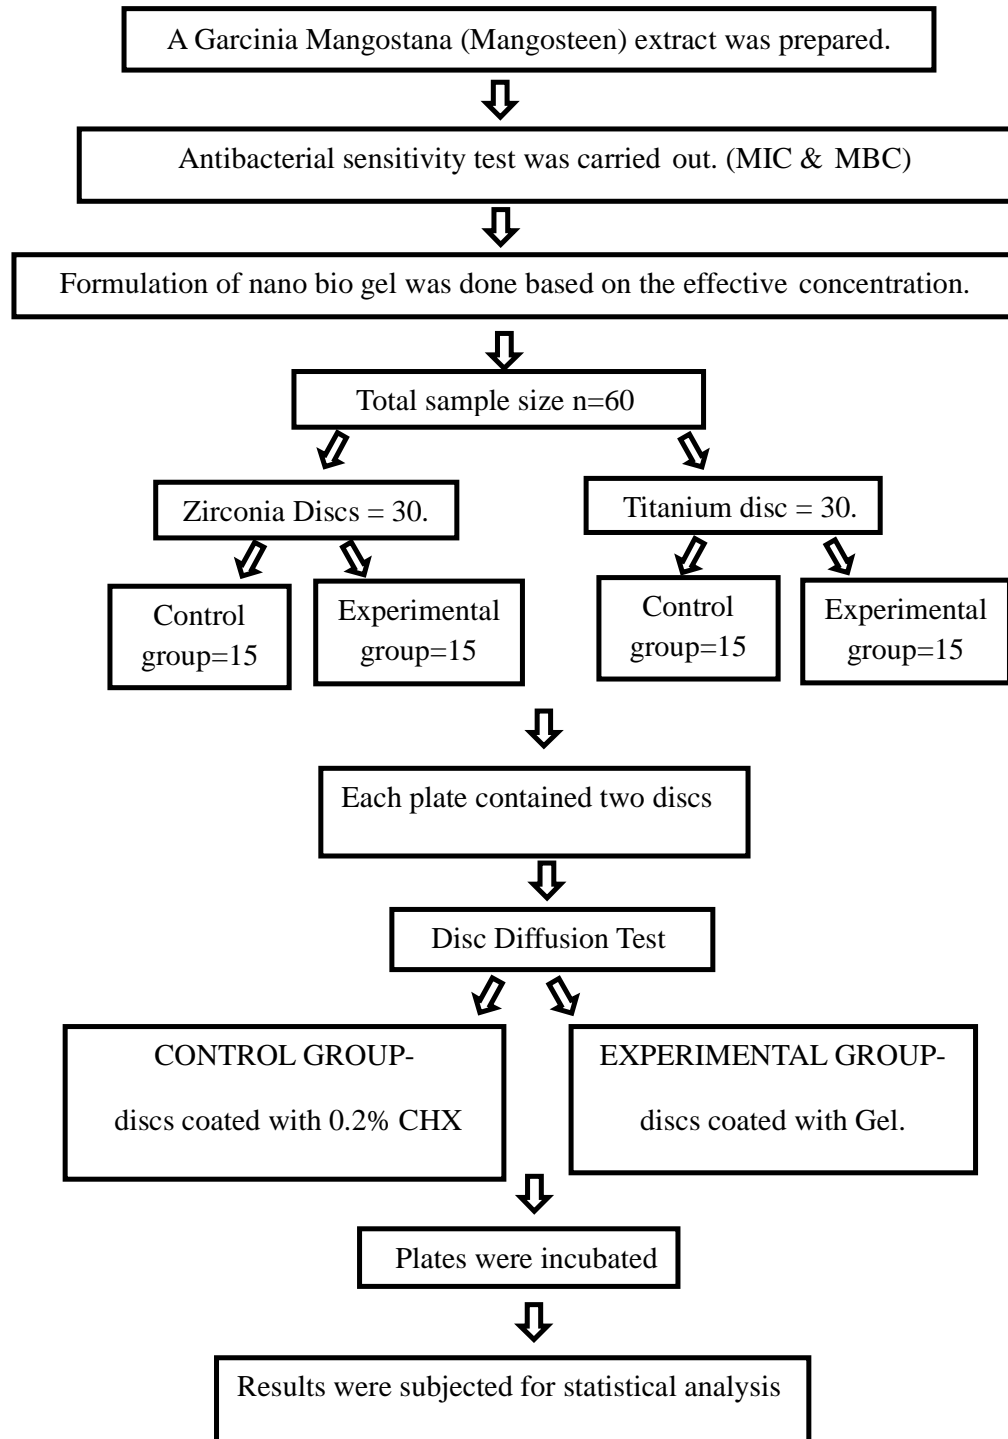 A Garcinia Mangostana (Mangosteen) extract was prepared.
Antibacterial sensitivity test was carried out. (MIC & MBC)
Formulation of nano bio gel was done based on the effective concentration.
Total sample size n=60
Zirconia Discs = 30.
Titanium disc = 30.
Control
group=15
Experimental
group=15
Control
group=15
Experimental
group=15
Each plate contained two discs
Disc Diffusion Test
CONTROL GROUP-
discs coated with 0.2% CHX
EXPERIMENTAL GROUP-
discs coated with Gel.
Plates were incubated
Results were subjected for statistical analysis